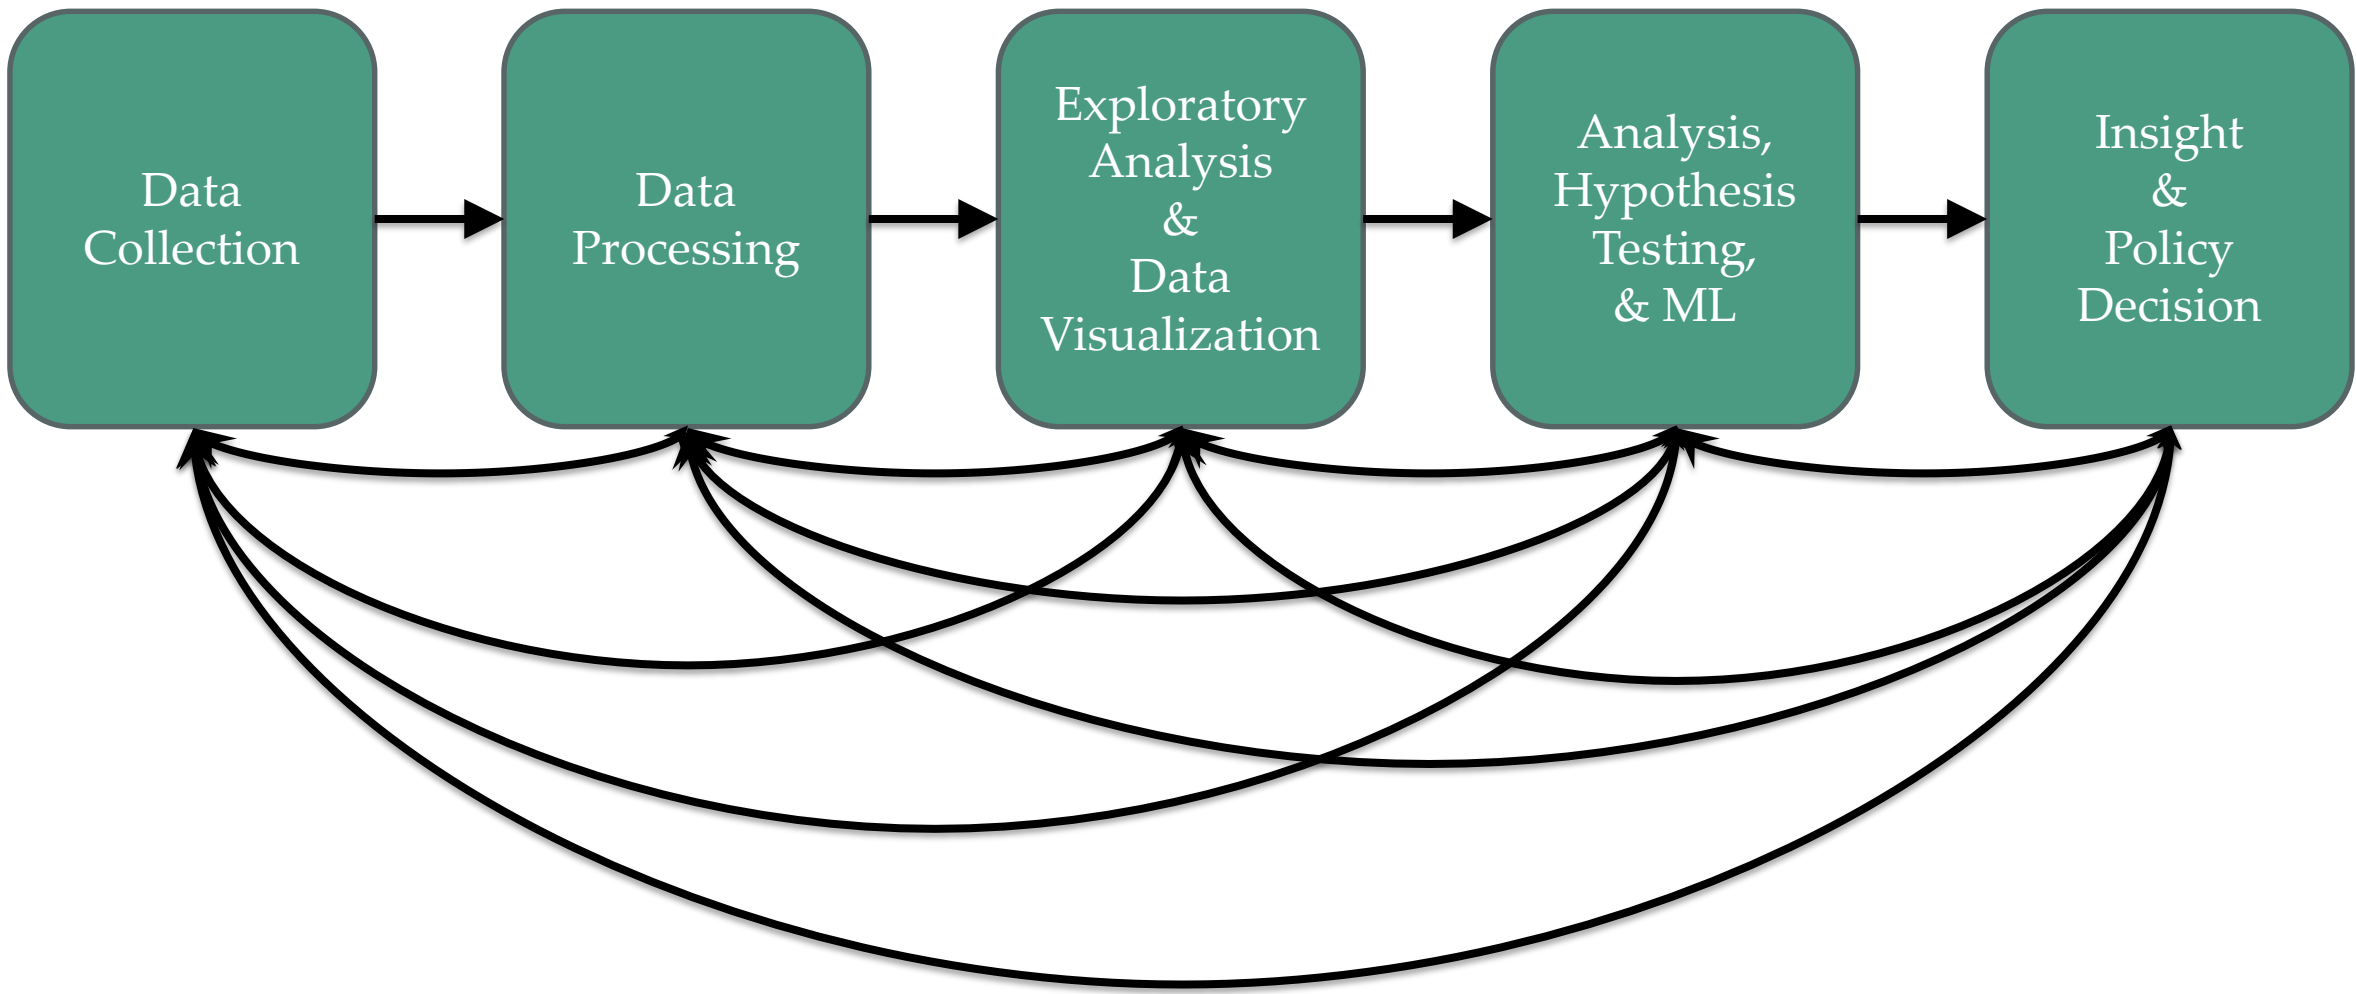 Data
Collection
Data
Processing
Exploratory
Analysis
&
Data
Visualization
Analysis,
Hypothesis
Testing,
& ML
Insight
&
Policy
Decision